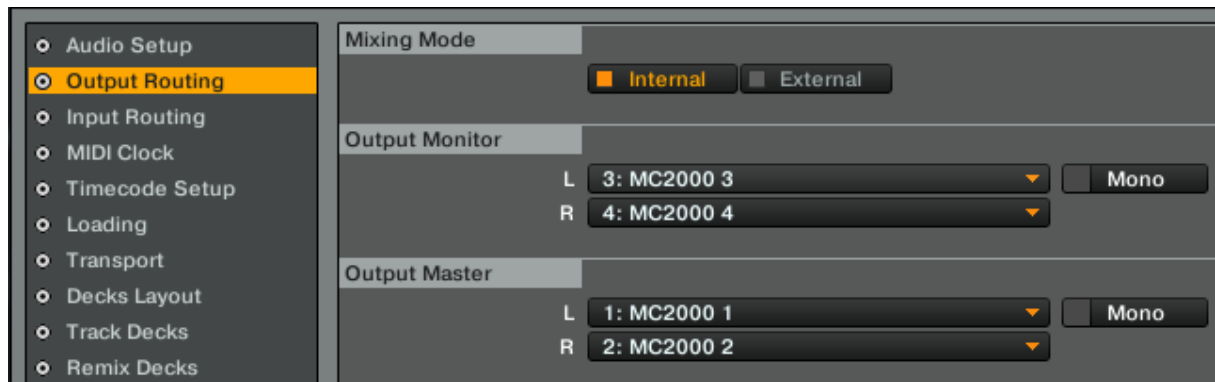 Audio Setup
Output Routing
Input Routing
MIDI Clock
Timecode Setup
Loading
Transport
Decks Layout
Track Decks
Remix Decks
Mixing Mode
Internal External
Output Monitor
L 3: MC2000 3 Mono
R 4: MC2000 4
Output Master
L 1: MC2000 1 Mono
R 2: MC2000 2